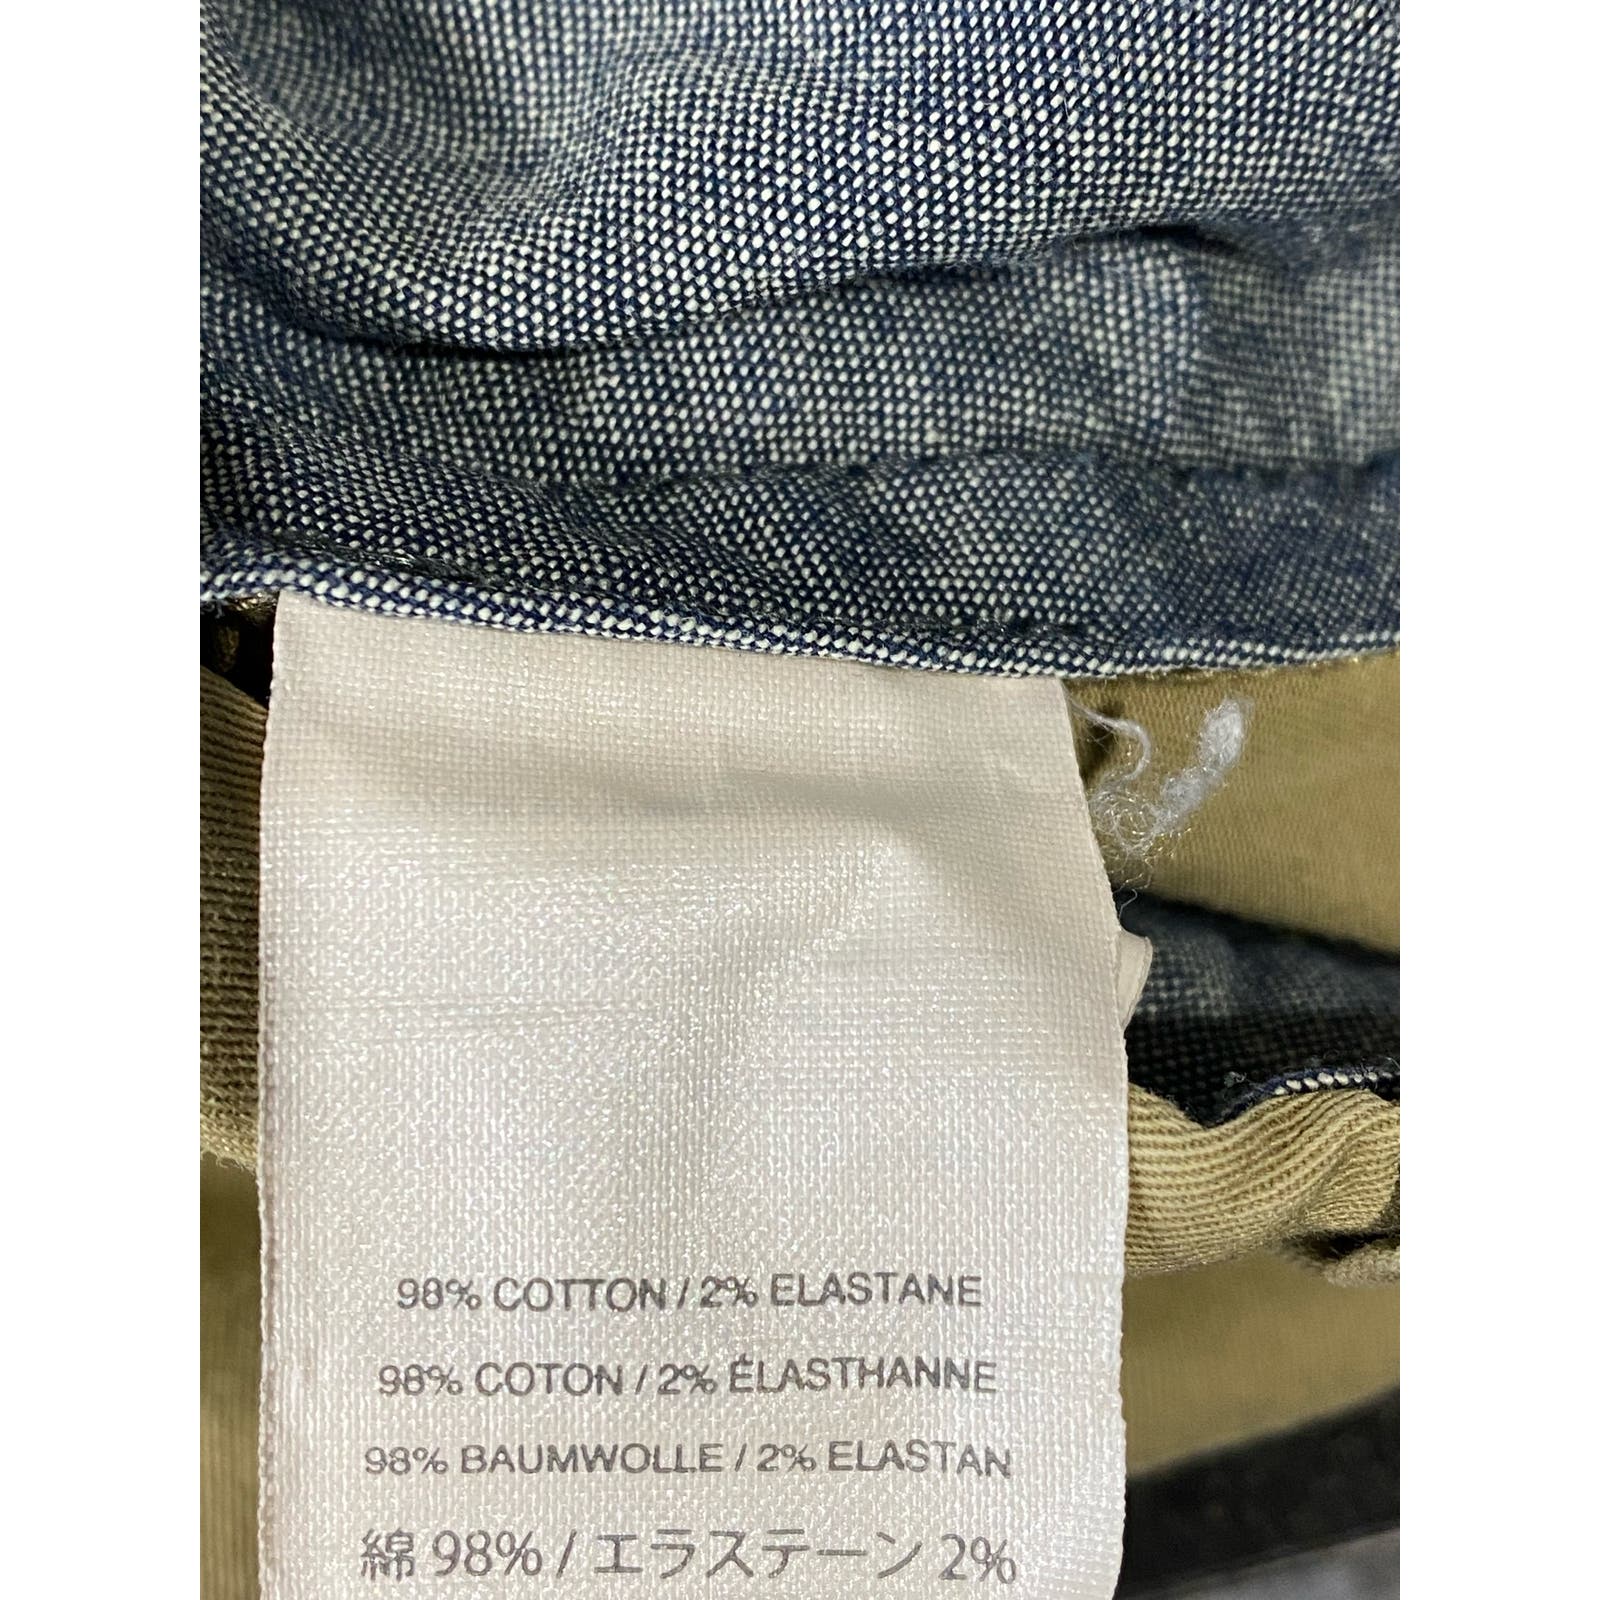 98% COTTON / 2% ELASTANE
98% COTON / 2% ÉLASTHANNE
98% BAUMWOLLE / 2% ELASTAN
綿 98% / エラステーン 2%